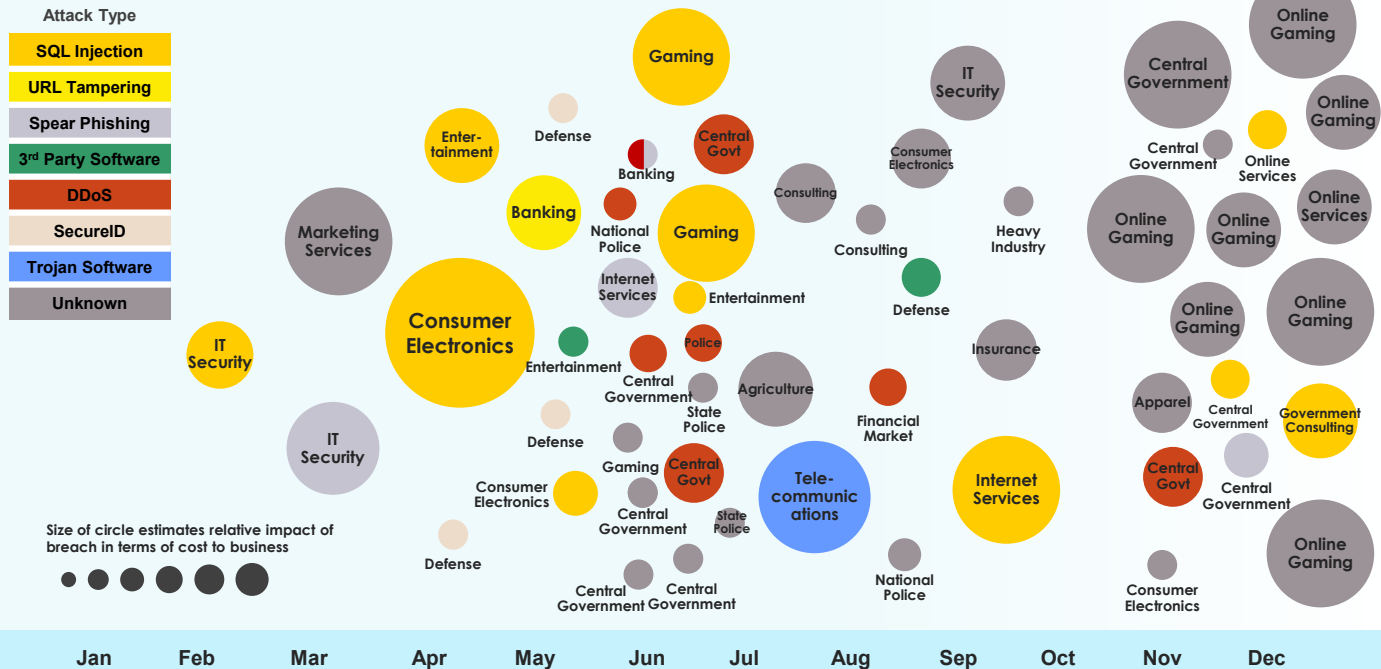 Attack Type
SQL Injection
URL Tampering
Spear Phishing
3rd Party Software
DDoS
SecureID
Trojan Software
Unknown
Size of circle estimates relative impact of
breach in terms of cost to business
IT
Security
Marketing
Services
IT
Security
Enter-
tainment
Consumer
Electronics
Defense
Defense
Banking
Entertainment
Defense
Consumer
Electronics
Gaming
Banking
Central
Govt
National
Police
Gaming
Internet
Services
Entertainment
Central
Government
Police
State
Police
Gaming
Central
Govt
Central
Government
State
Police
Central
Government
Central
Government
Consulting
Agriculture
Tele-
communic
ations
IT
Security
Consumer
Electronics
Consulting
Heavy
Industry
Defense
Insurance
Financial
Market
Internet
Services
National
Police
Online
Gaming
Central
Government
Online
Gaming
Central
Government
Online
Services
Online
Gaming
Online
Gaming
Online
Services
Online
Gaming
Online
Gaming
Apparel
Central
Government
Government
Consulting
Central
Govt
Central
Government
Online
Gaming
Consumer
Electronics
Jan
Feb
Mar
Apr
May
Jun
Jul
Aug
Sep
Oct
Nov
Dec